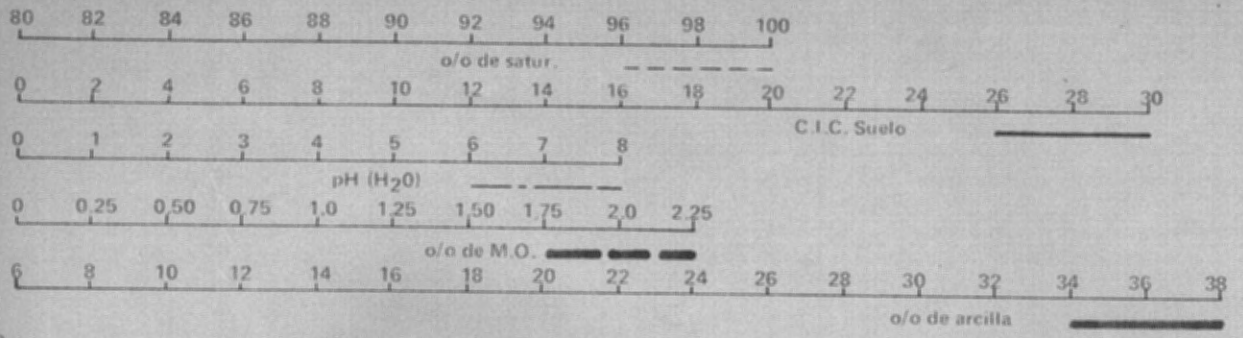 80 82 84 86 88 90 92 94 96 98 100
o/o de satur.
0 2 4 6 8 10 12 14 16 18 20 22 24 26 28 30
C.I.C. Suelo
0 1 2 3 4 5 6 7 8
pH (H20)
0 0.25 0,50 0,75 1,0 1,25 1,50 1,75 2,0 2,25
o/o de M.O.
6 8 10 12 14 16 18 20 22 24 26 28 30 32 34 36 38
o/o de arcilla